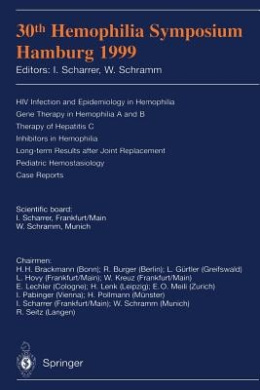 30th Hemophilia Symposium
Hamburg 1999
Editors: I. Scharrer, W. Schramm
HIV Infection and Epidemiology in Hemophilia
Gene Therapy in Hemophilia A and B
Therapy of Hepatitis C
Inhibitors in Hemophilia
Long-term Results after Joint Replacement
Pediatric Hemostasiology
Case Reports
Scientific board:
I. Scharrer, Frankfurt/Main
W. Schramm, Munich
Chairmen:
H.H. Brackmann (Bonn); R. Burger (Berlin); L. Gürtler (Greifswald)
L. Hovy (Frankfurt/Main); W. Kreuz (Frankfurt/Main)
E. Lechler (Cologne); H. Lenk (Leipzig); E.O. Meili (Zurich)
I. Pabinger (Vienna); H. Pollmann (Münster)
I. Scharrer (Frankfurt/Main); W. Schramm (Munich)
R. Seitz (Langen)
Springer